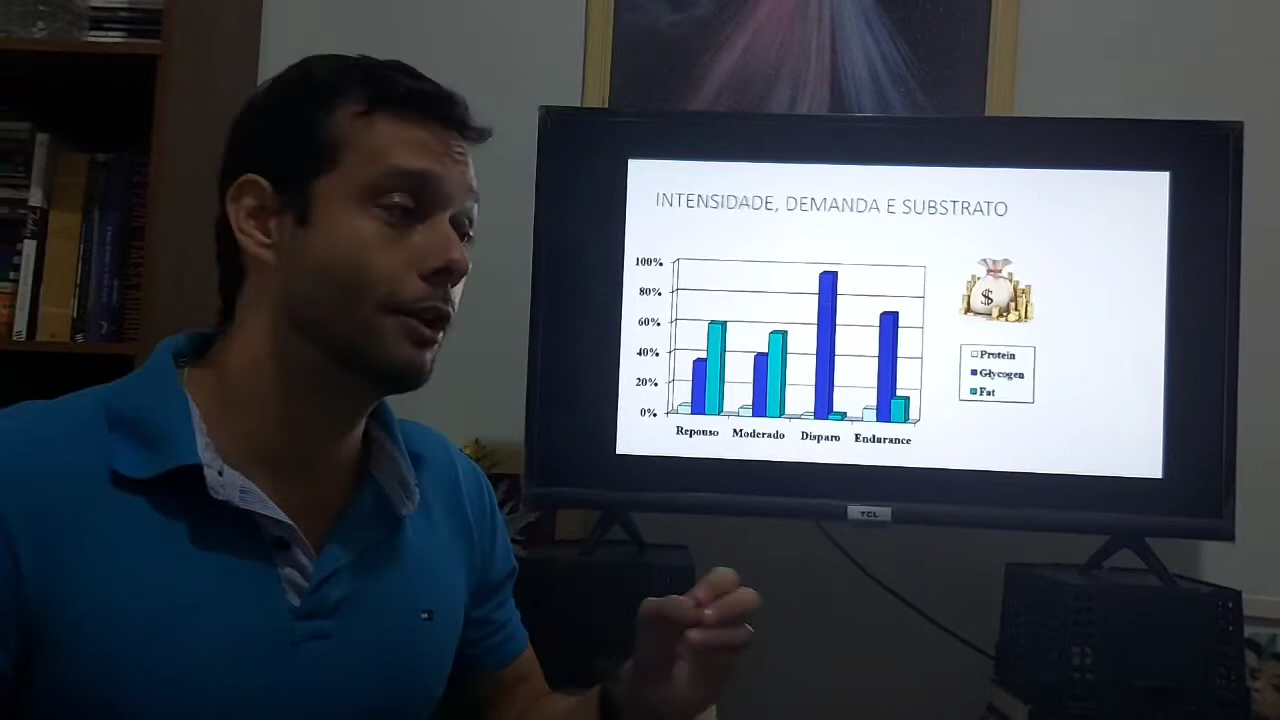 INTENSIDADE, DEMANDA E SUBSTRATO
100%
80%
60%
40%
20%
0%
Repouso Moderado Disparo Endurance
$
Protein
Glycogen
Fat
TCL